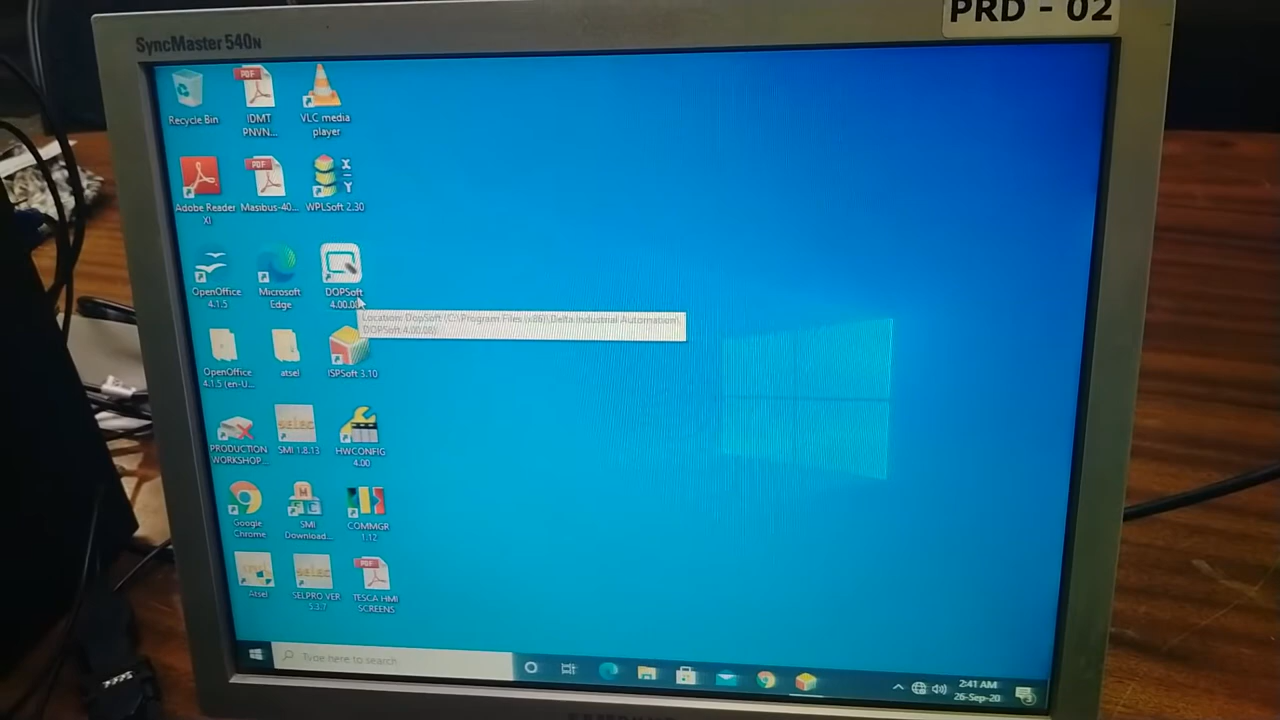 PRD - 02
SyncMaster 540N
Recycle Bin
IDMT
PNVN...
VLC media
player
Adobe Reader
XI
Masibus-40...
WPLSoft 2.30
OpenOffice
4.1.5
Microsoft
Edge
DOPSoft
4.00.08
Location: DopSoft (C:\Program Files (x86)\Delta Industrial Automation\
DOPSoft 4.00.08)
OpenOffice
4.1.5 (en-U...
atsel
ISPSoft 3.10
PRODUCTION
WORKSHOP...
selec
SMI 1.8.13
HWCONFIG
4.00
Google
Chrome
SMI
Download...
COMMGR
1.12
Atsel
selec
SELPRO VER
5.3.7
TESCA HMI
SCREENS
Type here to search
2:41 AM
26-Sep-20